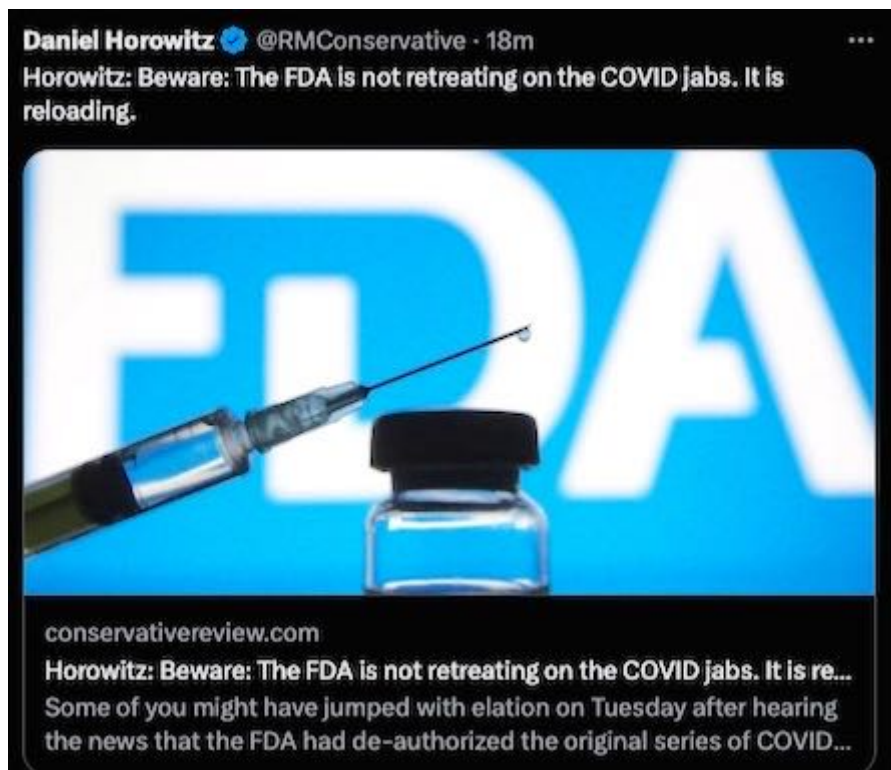 Daniel Horowitz @RMConservative · 18m
Horowitz: Beware: The FDA is not retreating on the COVID jabs. It is
reloading.
FDA
conservativereview.com
Horowitz: Beware: The FDA is not retreating on the COVID jabs. It is re...
Some of you might have jumped with elation on Tuesday after hearing
the news that the FDA had de-authorized the original series of COVID...